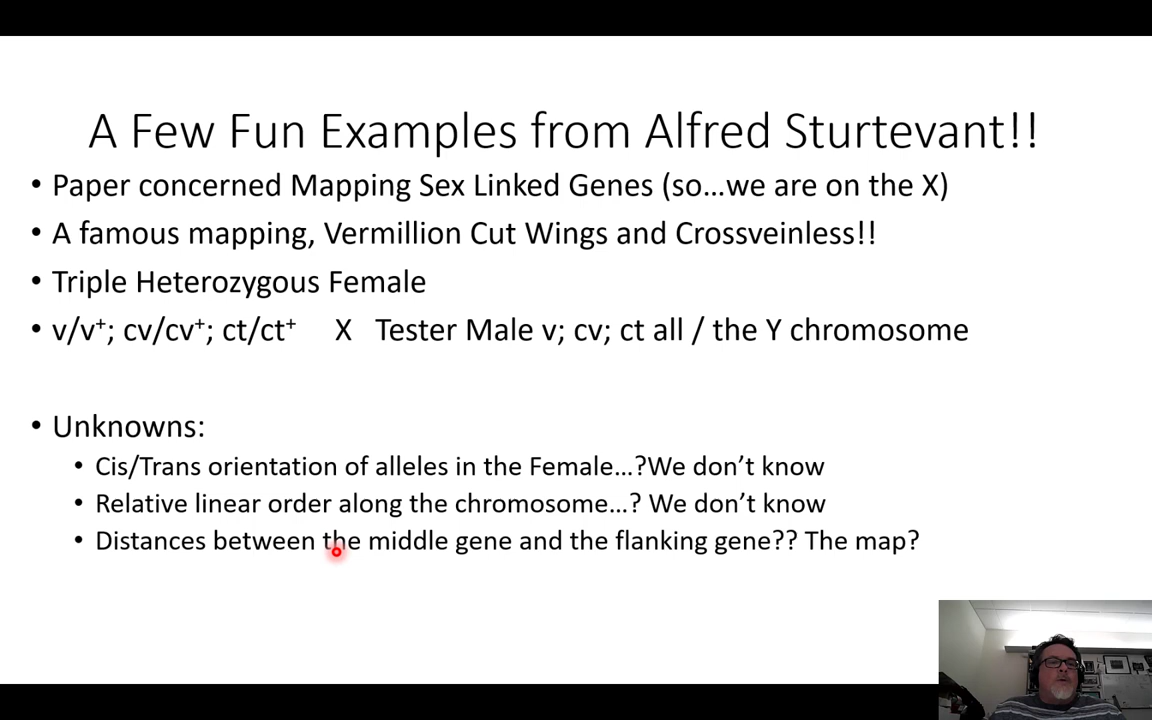 A Few Fun Examples from Alfred Sturtevant!!
• Paper concerned Mapping Sex Linked Genes (so...we are on the X)
• A famous mapping, Vermillion Cut Wings and Crossveinless!!
• Triple Heterozygous Female
• v/v⁺; cv/cv⁺; ct/ct⁺ X Tester Male v; cv; ct all / the Y chromosome
• Unknowns:
• Cis/Trans orientation of alleles in the Female...?We don’t know
• Relative linear order along the chromosome...? We don’t know
• Distances between the middle gene and the flanking gene?? The map?